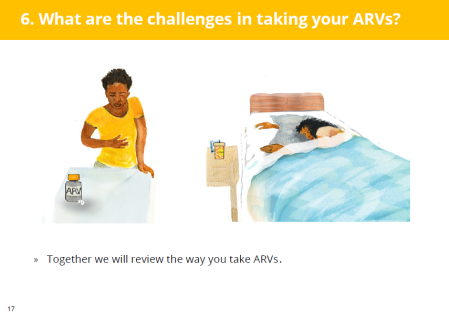 6. What are the challenges in taking your ARVs?
ARV
» Together we will review the way you take ARVs.
17